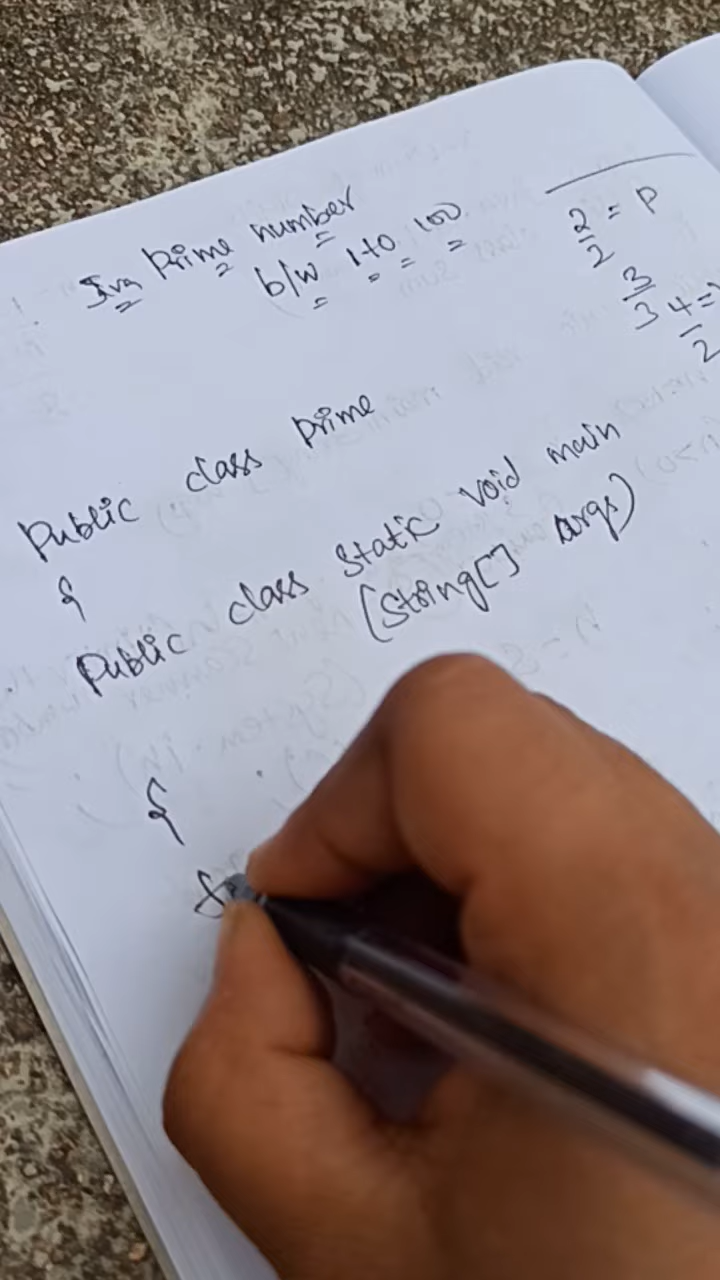 Prime number
b/w 1 to 100
2/2 = P
3/3
4/2 =
Public class Prime
{
Public class static void main
(String[] args)
{